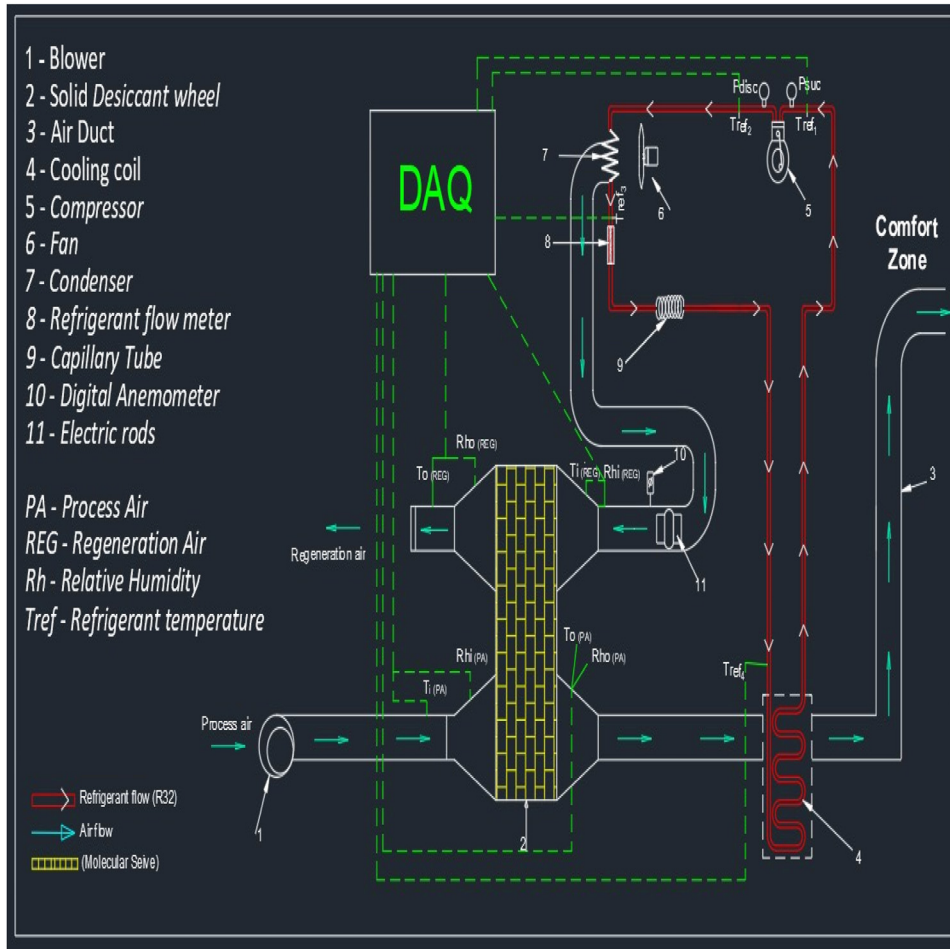 1 - Blower
2 - Solid Desiccant wheel
3 - Air Duct
4 - Cooling coil
5 - Compressor
6 - Fan
7 - Condenser
8 - Refrigerant flow meter
9 - Capillary Tube
10 - Digital Anemometer
11 - Electric rods
PA - Process Air
REG - Regeneration Air
Rh - Relative Humidity
Tref - Refrigerant temperature
DAQ
Pdisc
Psuc
Tref2
Tref1
7
6
5
Tref3
8
9
Comfort
Zone
Rho (REG)
To (REG)
Ti (REG)
Rhi (REG)
10
3
Regeneration air
11
Rhi (PA)
Ti (PA)
To (PA)
Rho (PA)
Tref4
Process air
1
2
4
Refrigerant flow (R32)
Airflow
(Molecular Seive)